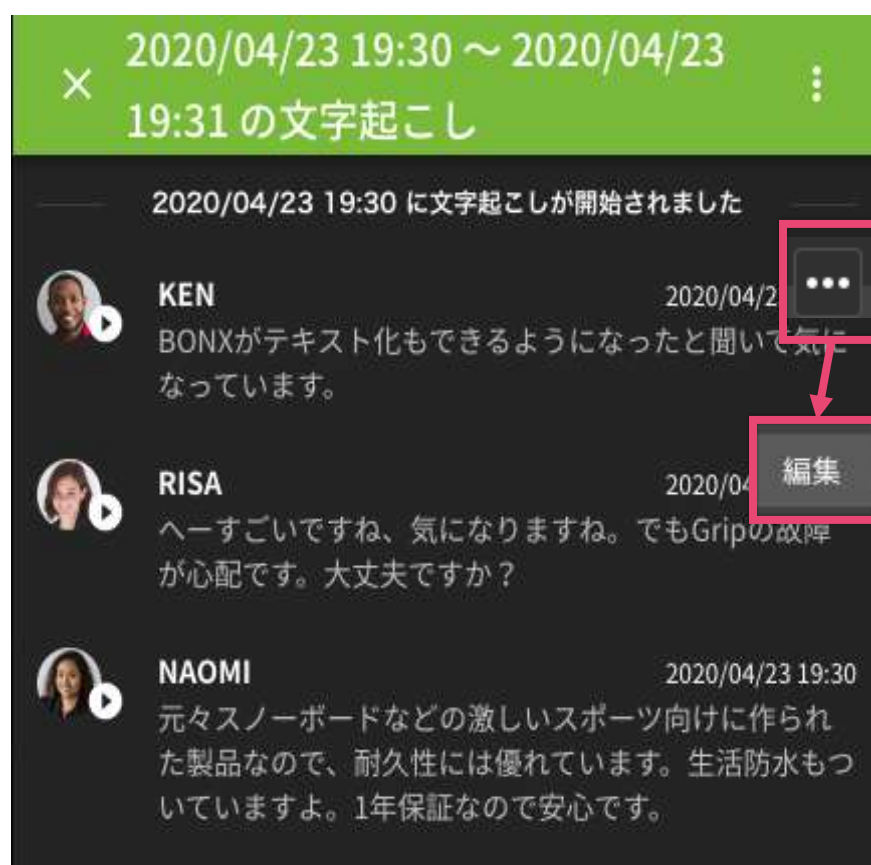 2020/04/23 19:30 ～ 2020/04/23
19:31 の文字起こし
2020/04/23 19:30 に文字起こしが開始されました
KEN 2020/04/2
BONXがテキスト化もできるようになったと聞いて気に
なっています。
編集
RISA 2020/04
へーすごいですね、気になりますね。でもGripの故障
が心配です。大丈夫ですか？
NAOMI 2020/04/23 19:30
元々スノーボードなどの激しいスポーツ向けに作られ
た製品なので、耐久性には優れています。生活防水もつ
いていますよ。1年保証なので安心です。